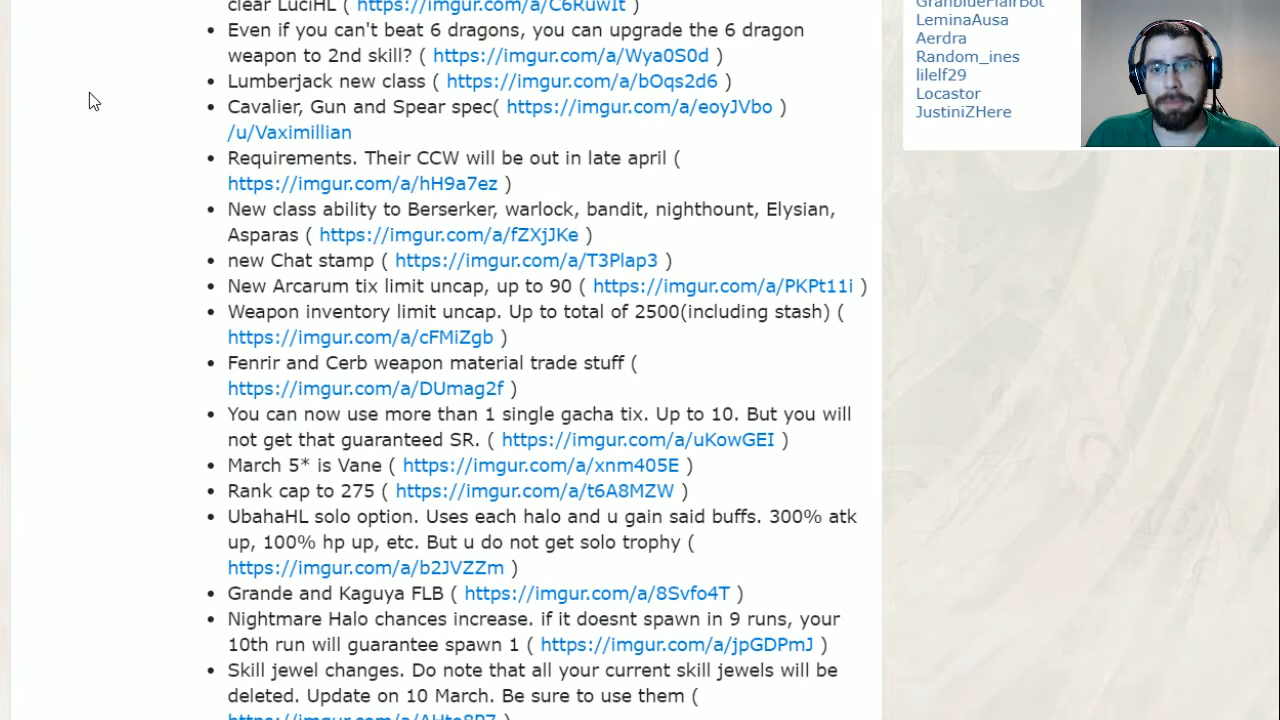 clear LuciHL ( https://imgur.com/a/C6RuwIt )
• Even if you can't beat 6 dragons, you can upgrade the 6 dragon
weapon to 2nd skill? ( https://imgur.com/a/Wya0S0d )
• Lumberjack new class ( https://imgur.com/a/bOqs2d6 )
• Cavalier, Gun and Spear spec( https://imgur.com/a/eoyJVbo )
/u/Vaximillian
• Requirements. Their CCW will be out in late april (
https://imgur.com/a/hH9a7ez )
• New class ability to Berserker, warlock, bandit, nighthount, Elysian,
Asparas ( https://imgur.com/a/fZXjJKe )
• new Chat stamp ( https://imgur.com/a/T3Plap3 )
• New Arcarum tix limit uncap, up to 90 ( https://imgur.com/a/PKPt11i )
• Weapon inventory limit uncap. Up to total of 2500(including stash) (
https://imgur.com/a/cFMiZgb )
• Fenrir and Cerb weapon material trade stuff (
https://imgur.com/a/DUmag2f )
• You can now use more than 1 single gacha tix. Up to 10. But you will
not get that guaranteed SR. ( https://imgur.com/a/uKowGEI )
• March 5* is Vane ( https://imgur.com/a/xnm405E )
• Rank cap to 275 ( https://imgur.com/a/t6A8MZW )
• UbahaHL solo option. Uses each halo and u gain said buffs. 300% atk
up, 100% hp up, etc. But u do not get solo trophy (
https://imgur.com/a/b2JVZZm )
• Grande and Kaguya FLB ( https://imgur.com/a/8Svfo4T )
• Nightmare Halo chances increase. if it doesnt spawn in 9 runs, your
10th run will guarantee spawn 1 ( https://imgur.com/a/jpGDPmJ )
• Skill jewel changes. Do note that all your current skill jewels will be
deleted. Update on 10 March. Be sure to use them (
GranblueFlairBot
LeminaAusa
Aerdra
Random_ines
lilelf29
Locastor
JustiniZHere